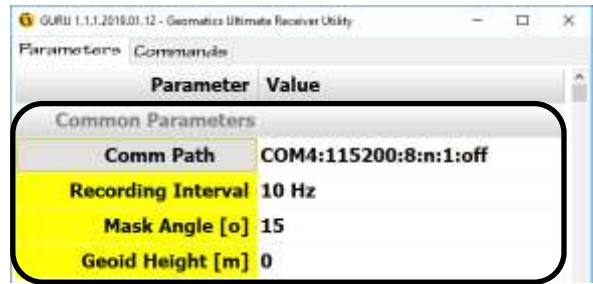 GURU 1.1.1.2019.01.12 - Geomatics Ultimate Receiver Utility
Parameters Commands
Parameter Value
Common Parameters
Comm Path COM4:115200:8:n:1:off
Recording Interval 10 Hz
Mask Angle [o] 15
Geoid Height [m] 0